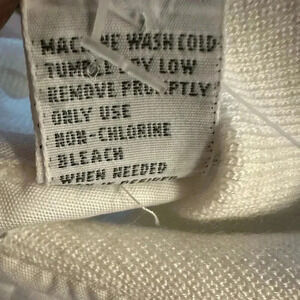 MACHINE WASH COLD
TUMBLE DRY LOW
REMOVE PROMPTLY
ONLY USE
NON-CHLORINE
BLEACH
WHEN NEEDED